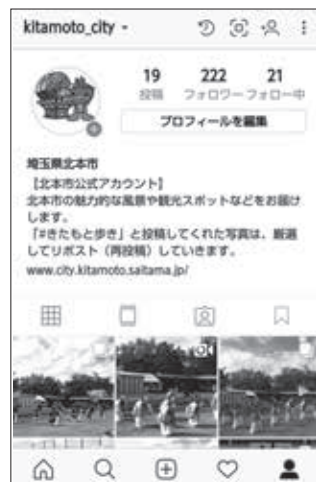 kitamoto_city
19 222 21
投稿 フォロワー フォロー中
プロフィールを編集
埼玉県北本市
【北本市公式アカウント】
北本市の魅力的な風景や観光スポットなどをお届け
します。
「#きたもと歩き」と投稿してくれた写真は、厳選
してリポスト（再投稿）していきます。
www.city.kitamoto.saitama.jp/